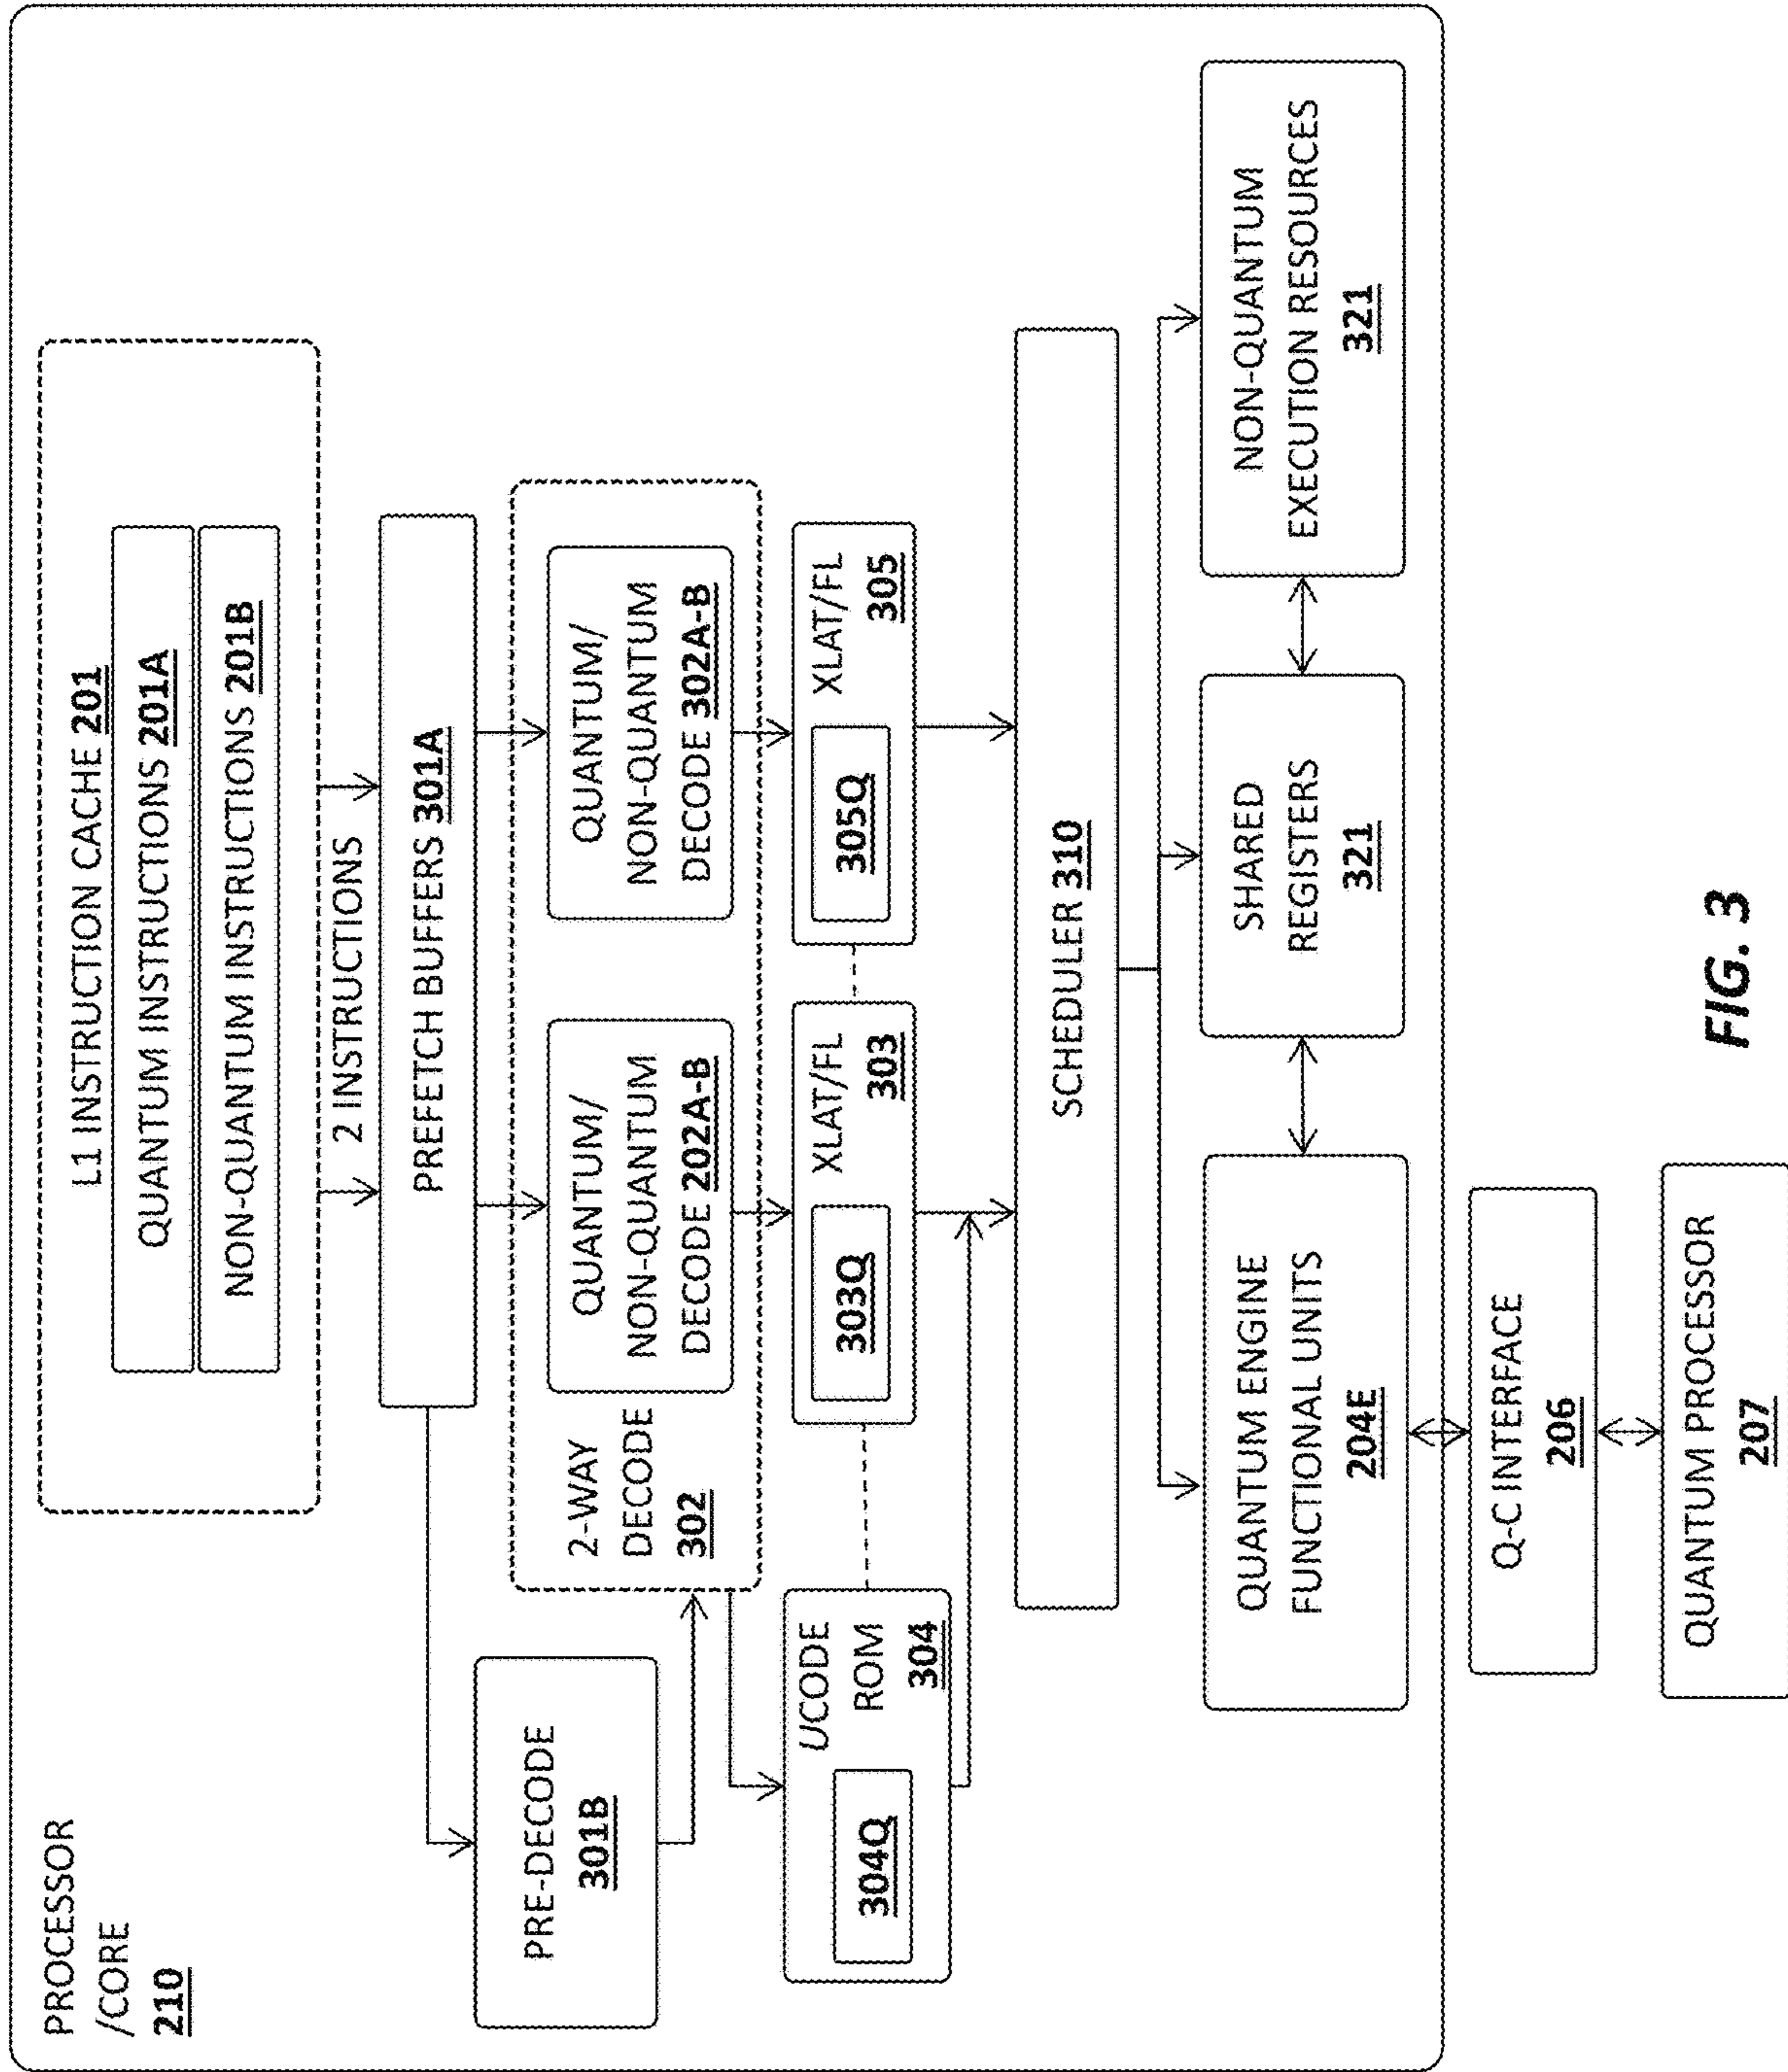 PROCESSOR
/CORE
210
L1 INSTRUCTION CACHE 201
QUANTUM INSTRUCTIONS 201A
NON-QUANTUM INSTRUCTIONS 201B
2 INSTRUCTIONS
PREFETCH BUFFERS 301A
PRE-DECODE
301B
2-WAY
DECODE
302
QUANTUM/
NON-QUANTUM
DECODE 202A-B
QUANTUM/
NON-QUANTUM
DECODE 302A-B
UCODE
ROM
304
304Q
XLAT/FL
303
303Q
XLAT/FL
305
305Q
SCHEDULER 310
QUANTUM ENGINE
FUNCTIONAL UNITS
204E
SHARED
REGISTERS
321
NON-QUANTUM
EXECUTION RESOURCES
321
Q-C INTERFACE
206
QUANTUM PROCESSOR
207
FIG. 3